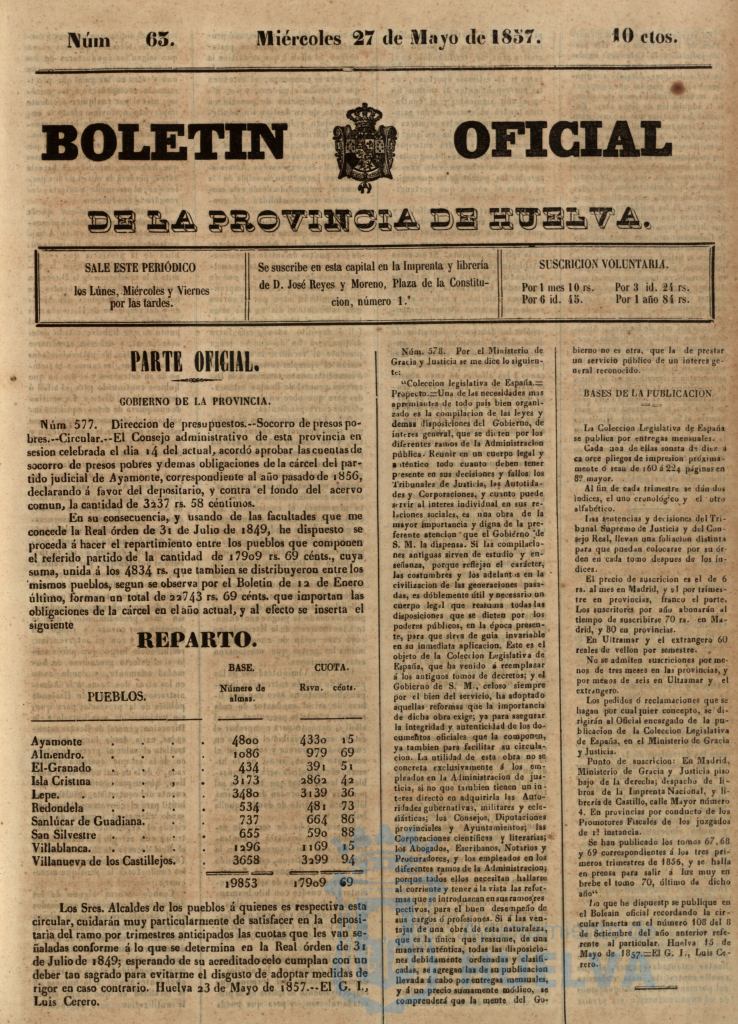 Núm 63. Miércoles 27 de Mayo de 1857. 10 ctos.
BOLETIN OFICIAL
DE LA PROVINCIA DE HUELVA.
SALE ESTE PERIÓDICO
los Lúnes, Miércoles y Viernes
por las tardes.
Se suscribe en esta capital en la Imprenta y librería
de D. José Reyes y Moreno, Plaza de la Constitu-
cion, número 1.º
SUSCRICION VOLUNTARIA.
Por 1 mes 10 rs. Por 3 id. 24 rs.
Por 6 id. 45. Por 1 año 84 rs.
PARTE OFICIAL.
GOBIERNO DE LA PROVINCIA.
Núm 577. Direccion de presupuestos.--Socorro de presos po-
bres.--Circular.--El Consejo administrativo de esta provincia en
sesion celebrada el dia 14 del actual, acordó aprobar las cuentas de
socorro de presos pobres y demas obligaciones de la cárcel del par-
tido judicial de Ayamonte, correspondiente al año pasado de 1856,
declarando á favor del depositario, y contra el fondo del acervo
comun, la cantidad de 3237 rs. 58 céntimos.
En su consecuencia, y usando de las facultades que me
concede la Real órden de 31 de Julio de 1849, he dispuesto se
proceda á hacer el repartimiento entre los pueblos que componen
el referido partido de la cantidad de 17909 rs. 69 cénts., cuya
suma, unida á los 4834 rs. que tambien se distribuyeron entre los
mismos pueblos, segun se observa por el Boletin de 12 de Enero
último, forman un total de 22743 rs. 69 cénts. que importan las
obligaciones de la cárcel en el año actual, y al efecto se inserta el
siguiente
REPARTO.
BASE. CUOTA.
PUEBLOS. Número de Rsvn. cénts.
almas.
Ayamonte . . . . 4800 4330 15
Almendro. . . . . 1086 979 69
El-Granado . . . . 434 391 51
Isla Cristina . . . . 3173 2862 42
Lepe. . . . . 3480 3139 36
Redondela . . . . 534 481 73
Sanlúcar de Guadiana. . . . 737 664 86
San Silvestre . . . . 655 590 88
Villablanca. . . . . 1296 1169 15
Villanueva de los Castillejos. . . 3658 3299 94
19853 17909 69
Los Sres. Alcaldes de los pueblos á quienes es respectiva esta
circular, cuidarán muy particularmente de satisfacer en la deposi-
taria del ramo por trimestres anticipados las cuotas que les van se-
ñaladas conforme á lo que se determina en la Real órden de 31
de Julio de 1849; esperando de su acreditado celo cumplan con un
deber tan sagrado para evitarme el disgusto de adoptar medidas de
rigor en caso contrario. Huelva 23 de Mayo de 1857.--El G. I.,
Luis Cerero.
Núm. 578. Por el Ministerio de
Gracia y Justicia se me dice lo siguien-
te:
"Coleccion legislativa de España.=
Propecto.=Una de las necesidades mas
apremiantes de todo pais bien organi-
zado es la compilacion de las leyes y
demas disposiciones del Gobierno, de
interes general, que se dicten por los
diferentes ramos de la Administracion
pública. Reunir en un cuerpo legal y
auténtico todo cuanto deben tener
presente en sus decisiones y fallos los
Tribunales de Justicia, las Autorida-
des y Corporaciones, y cuanto puede
servir al interes individual en sus re-
laciones sociales, es una obra de la
mayor importancia y digna de la pre-
ferente atencion que el Gobierno de
S. M. la dispensa. Si las compilacio-
nes antiguas sirven de estudio y en-
señanza, porque reflejan el carácter,
las costumbres y los adelantos en la
civilizacion de las generaciones pasa-
das, es doblemente útil y necesario un
cuerpo legal que reasuma todas las
disposiciones que se dicten por los
poderes públicos, en la época presen-
te, para que sirva de guia invariable
en su inmediata aplicacion. Este es el
objeto de la Coleccion Legislativa de
España, que ha venido á reemplazar
á los antiguos tomos de decretos; y el
Gobierno de S. M., celoso siempre
por el bien del servicio, ha adoptado
aquellas reformas que la importancia
de dicha obra exige; ya para asegurar
la integridad y autenticidad de los do-
cumentos oficiales que la componen,
ya tambien para facilitar su circula-
cion. La utilidad de esta obra no se
concreta exclusivamente á los em-
pleados en la Administracion de jus-
ticia, si no que tambien tienen un in-
teres directo en adquirirla las Autori-
dades gubernativas, militares y ecle-
siásticas; los Consejos, Diputaciones
provinciales y Ayuntamientos; las
Corporaciones científicas y literarias;
los Abogados, Escribanos, Notarios y
Procuradores, y los empleados en los
diferentes ramos de la Administracion;
porque todos ellos necesitan hallarse
al corriente y tener á la vista las refor-
mas que se introduzcan en sus ramos res-
pectivos, para el buen desempeño de
sus cargos ó profesiones. Si á las ven-
tajas de una obra de esta naturaleza,
que es la única que resume, de una
manera auténtica, todas las disposicio-
nes debidamente ordenadas y clasifi-
cadas, se agregan las de su publicacion
llevada á cabo por entregas mensuales,
y á un precio sumamente módico, se
comprenderá que la mente del Go-
bierno no es otra, que la de prestar
un servicio público de un interes ge-
neral reconocido.
BASES DE LA PUBLICACION
La Coleccion Legislativa de España
se publica por entregas mensuales.
Cada una de ellas consta de diez á
catorce pliegos de impresion próxima-
mente ó sean de 160 á 224 páginas en
8º mayor.
Al fin de cada trimestre se dan dos
índices, el uno cronológico y el otro
alfabético.
Las sentencias y decisiones del Tri-
bunal Supremo de Justicia y del Con-
sejo Real, llevan una foliacion distinta
para que puedan colocarse por su ór-
den en cada tomo despues de los ín-
dices.
El precio de suscricion es el de 6
rs. al mes en Madrid, y 21 por trimestre
en provincias, franco el porte.
Los suscritores por año abonarán al
tiempo de suscribirse 70 rs. en Ma-
drid, y 80 en provincias.
En Ultramar y el extrangero 60
reales de vellon por semestre.
No se admiten suscriciones por me-
nos de tres meses en las provincias, y
por menos de seis en Ultramar y el
extrangero.
Los pedidos ó reclamaciones que se
hagan por cualquier concepto, se di-
rigirán al Oficial encargado de la pu-
blicacion de la Coleccion Legislativa
de España, en el Ministerio de Gracia
y Justicia.
Punto de suscricion: En Madrid,
Ministerio de Gracia y Justicia piso
bajo de la derecha; despacho de li-
bros de la Imprenta Nacional, y li-
brería de Castillo, calle Mayor número
4. En provincias por conducto de los
Promotores Fiscales de los juzgados
de 1ª instancia.
Se han publicado los tomos 67, 68
y 69 correspondientes á los tres pri-
meros trimestres de 1856, y se halla
en prensa para salir á luz muy en
brebe el tomo 70, último de dicho
año".
Lo que he dispuesto se publique en
el Boletin oficial recordando la cir-
cular inserta en el número 108 del 8
de Setiembre del año anterior refe-
rente al particular. Huelva 15 de
Mayo de 1857.=El G. I., Luis Ce-
rero.
HUELVA